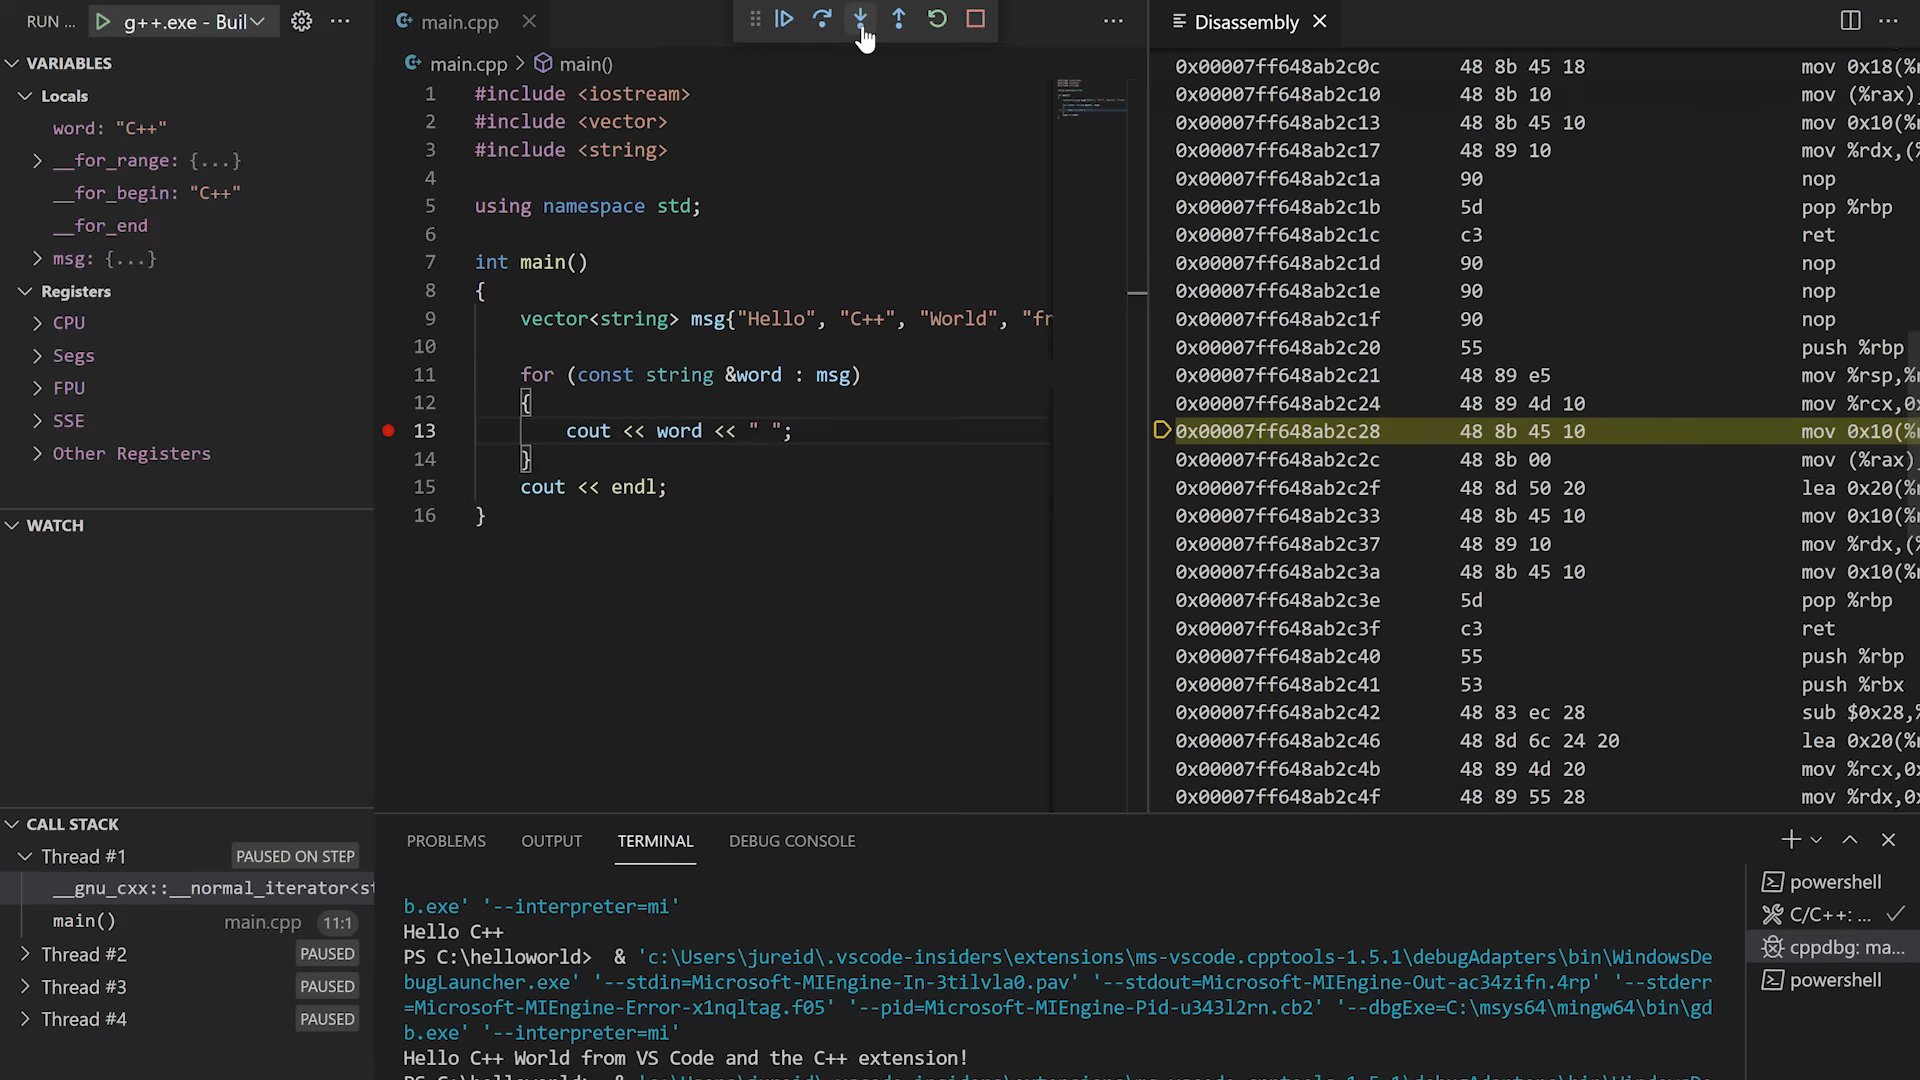 RUN ...
g++.exe - Buil
VARIABLES
Locals
word: "C++"
__for_range: {...}
__for_begin: "C++"
__for_end
msg: {...}
Registers
CPU
Segs
FPU
SSE
Other Registers
WATCH
CALL STACK
Thread #1 PAUSED ON STEP
__gnu_cxx::__normal_iterator<st
main() main.cpp 11:1
Thread #2 PAUSED
Thread #3 PAUSED
Thread #4 PAUSED
main.cpp
main.cpp > main()
1 #include <iostream>
2 #include <vector>
3 #include <string>
4
5 using namespace std;
6
7 int main()
8 {
9 vector<string> msg{"Hello", "C++", "World", "fr
10
11 for (const string &word : msg)
12 {
13 cout << word << " ";
14 }
15 cout << endl;
16 }
Disassembly
0x00007ff648ab2c0c 48 8b 45 18 mov 0x18(%r
0x00007ff648ab2c10 48 8b 10 mov (%rax),
0x00007ff648ab2c13 48 8b 45 10 mov 0x10(%r
0x00007ff648ab2c17 48 89 10 mov %rdx,(%
0x00007ff648ab2c1a 90 nop
0x00007ff648ab2c1b 5d pop %rbp
0x00007ff648ab2c1c c3 ret
0x00007ff648ab2c1d 90 nop
0x00007ff648ab2c1e 90 nop
0x00007ff648ab2c1f 90 nop
0x00007ff648ab2c20 55 push %rbp
0x00007ff648ab2c21 48 89 e5 mov %rsp,%r
0x00007ff648ab2c24 48 89 4d 10 mov %rcx,0x
0x00007ff648ab2c28 48 8b 45 10 mov 0x10(%r
0x00007ff648ab2c2c 48 8b 00 mov (%rax),
0x00007ff648ab2c2f 48 8d 50 20 lea 0x20(%r
0x00007ff648ab2c33 48 8b 45 10 mov 0x10(%r
0x00007ff648ab2c37 48 89 10 mov %rdx,(%
0x00007ff648ab2c3a 48 8b 45 10 mov 0x10(%r
0x00007ff648ab2c3e 5d pop %rbp
0x00007ff648ab2c3f c3 ret
0x00007ff648ab2c40 55 push %rbp
0x00007ff648ab2c41 53 push %rbx
0x00007ff648ab2c42 48 83 ec 28 sub $0x28,%
0x00007ff648ab2c46 48 8d 6c 24 20 lea 0x20(%r
0x00007ff648ab2c4b 48 89 4d 20 mov %rcx,0x
0x00007ff648ab2c4f 48 89 55 28 mov %rdx,0x
PROBLEMS OUTPUT TERMINAL DEBUG CONSOLE
b.exe' '--interpreter=mi'
Hello C++
PS C:\helloworld> & 'c:\Users\jureid\.vscode-insiders\extensions\ms-vscode.cpptools-1.5.1\debugAdapters\bin\WindowsDe
bugLauncher.exe' '--stdin=Microsoft-MIEngine-In-3tilvla0.pav' '--stdout=Microsoft-MIEngine-Out-ac34zifn.4rp' '--stderr
=Microsoft-MIEngine-Error-x1nqltag.f05' '--pid=Microsoft-MIEngine-Pid-u343l2rn.cb2' '--dbgExe=C:\msys64\mingw64\bin\gd
b.exe' '--interpreter=mi'
Hello C++ World from VS Code and the C++ extension!
powershell
C/C++: ...
cppdbg: ma...
powershell